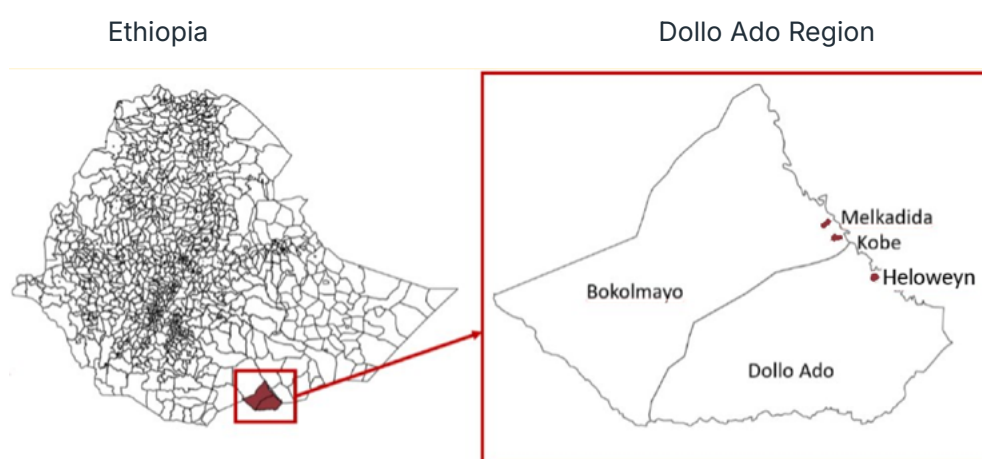 Ethiopia
Dollo Ado Region
Melkadida
Kobe
Heloweyn
Bokolmayo
Dollo Ado